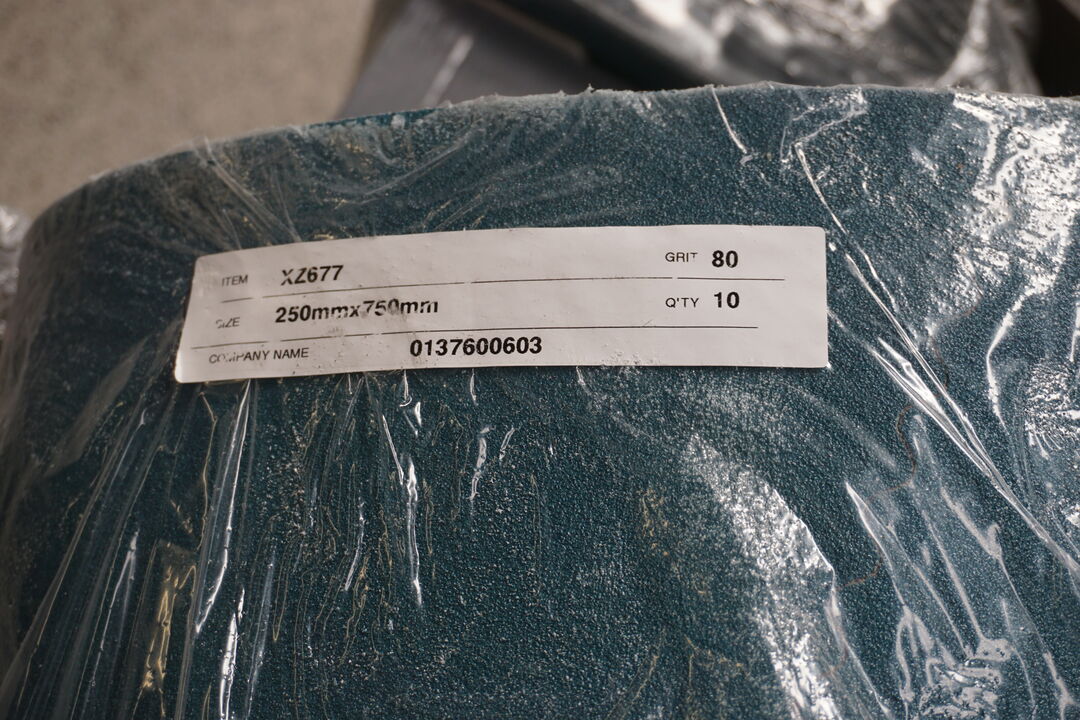 ITEM XZ677 GRIT 80
SIZE 250mmx750mm Q'TY 10
COMPANY NAME 0137600603